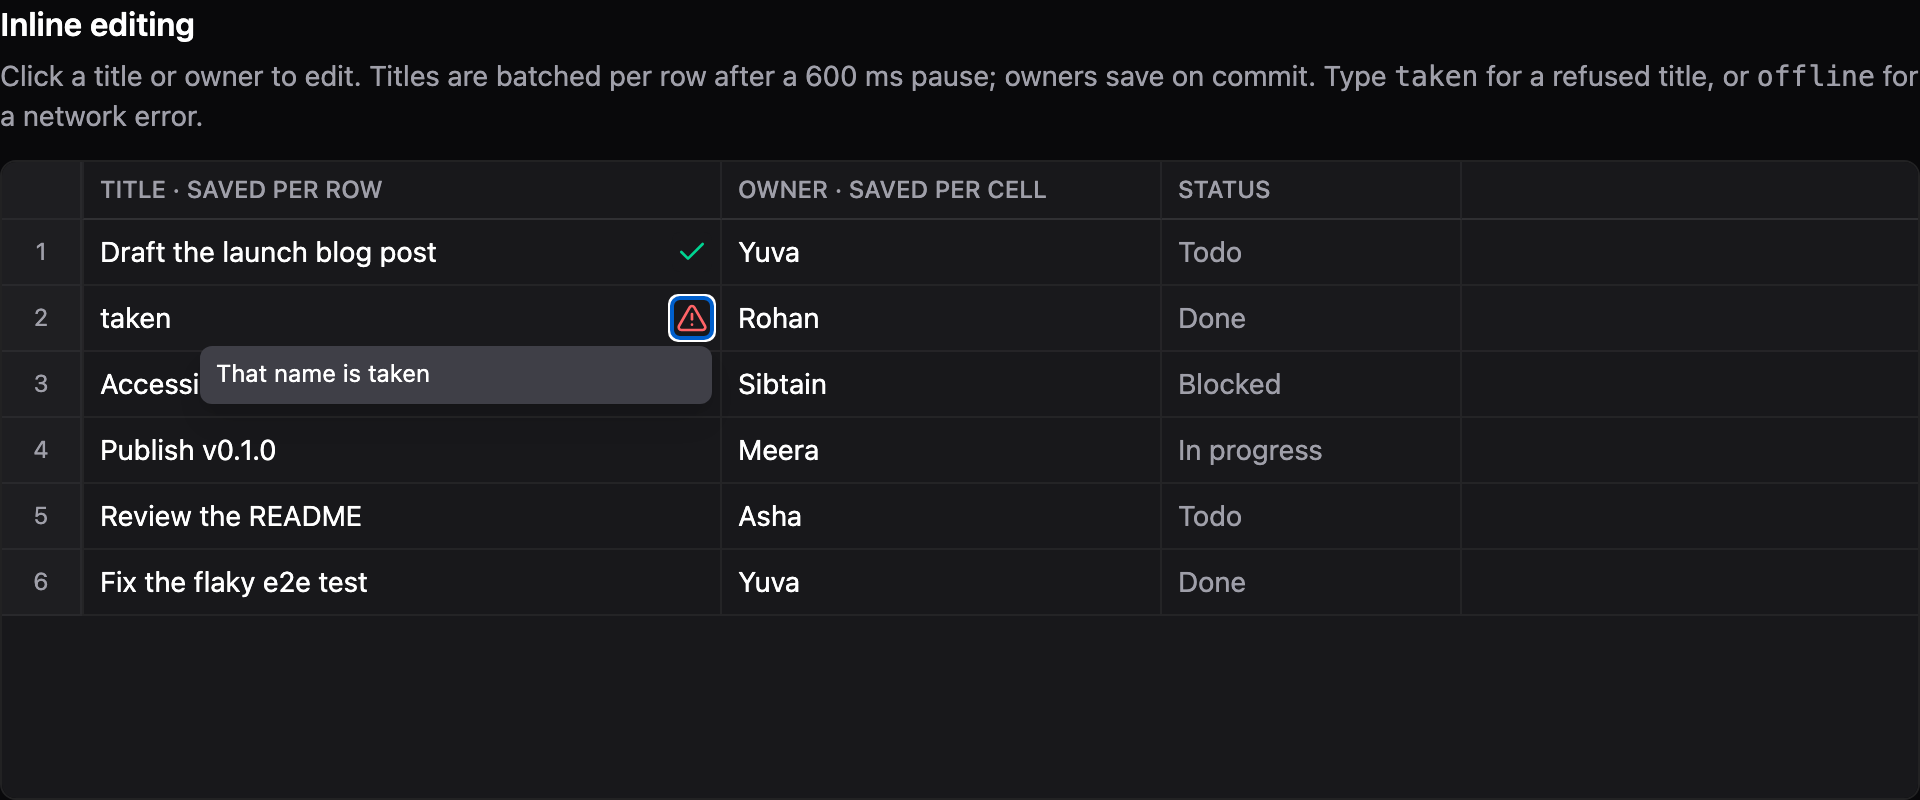 Inline editing
Click a title or owner to edit. Titles are batched per row after a 600 ms pause; owners save on commit. Type taken for a refused title, or offline for
a network error.
TITLE · SAVED PER ROW OWNER · SAVED PER CELL STATUS
1 Draft the launch blog post Yuva Todo
2 taken Rohan Done
That name is taken
3 Accessi Sibtain Blocked
4 Publish v0.1.0 Meera In progress
5 Review the README Asha Todo
6 Fix the flaky e2e test Yuva Done